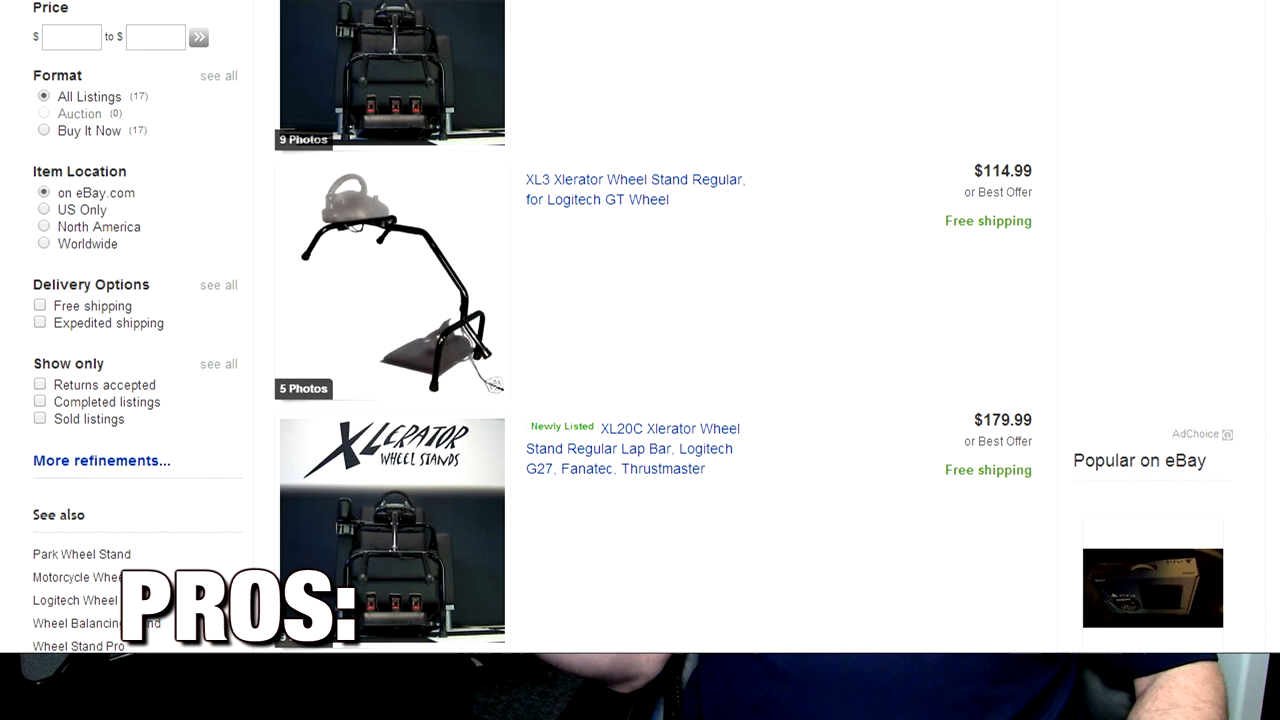 Price
$ to $ »
Format see all
All Listings (17)
Auction (0)
Buy It Now (17)
Item Location
on eBay.com
US Only
North America
Worldwide
Delivery Options see all
Free shipping
Expedited shipping
Show only see all
Returns accepted
Completed listings
Sold listings
More refinements...
See also
Park Wheel Stand
Motorcycle Whee
Logitech Wheel
Wheel Balancing
Wheel Stand Pro
9 Photos
5 Photos
XL3 Xlerator Wheel Stand Regular,
for Logitech GT Wheel
$114.99
or Best Offer
Free shipping
XLERATOR
WHEEL STANDS
Newly Listed XL20C Xlerator Wheel
Stand Regular Lap Bar, Logitech
G27, Fanatec, Thrustmaster
$179.99
or Best Offer
Free shipping
AdChoice
Popular on eBay
PROS: